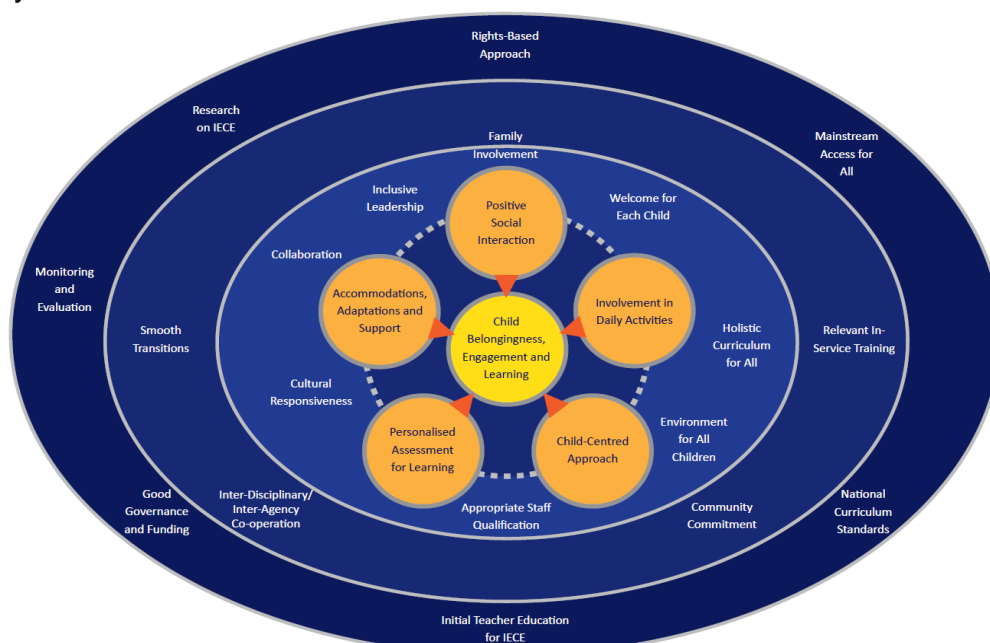 Rights-Based
Approach
Research
on IECE
Mainstream
Access for
All
Family
Involvement
Inclusive
Leadership
Welcome for
Each Child
Positive
Social
Interaction
Collaboration
Monitoring
and
Evaluation
Accommodations,
Adaptations and
Support
Involvement in
Daily Activities
Child
Belongingness,
Engagement and
Learning
Smooth
Transitions
Holistic
Curriculum
for All
Relevant In-
Service Training
Cultural
Responsiveness
Personalised
Assessment
for Learning
Child-Centred
Approach
Environment
for All
Children
Good
Governance
and Funding
Inter-Disciplinary/
Inter-Agency
Co-operation
Appropriate Staff
Qualification
Community
Commitment
National
Curriculum
Standards
Initial Teacher Education
for IECE